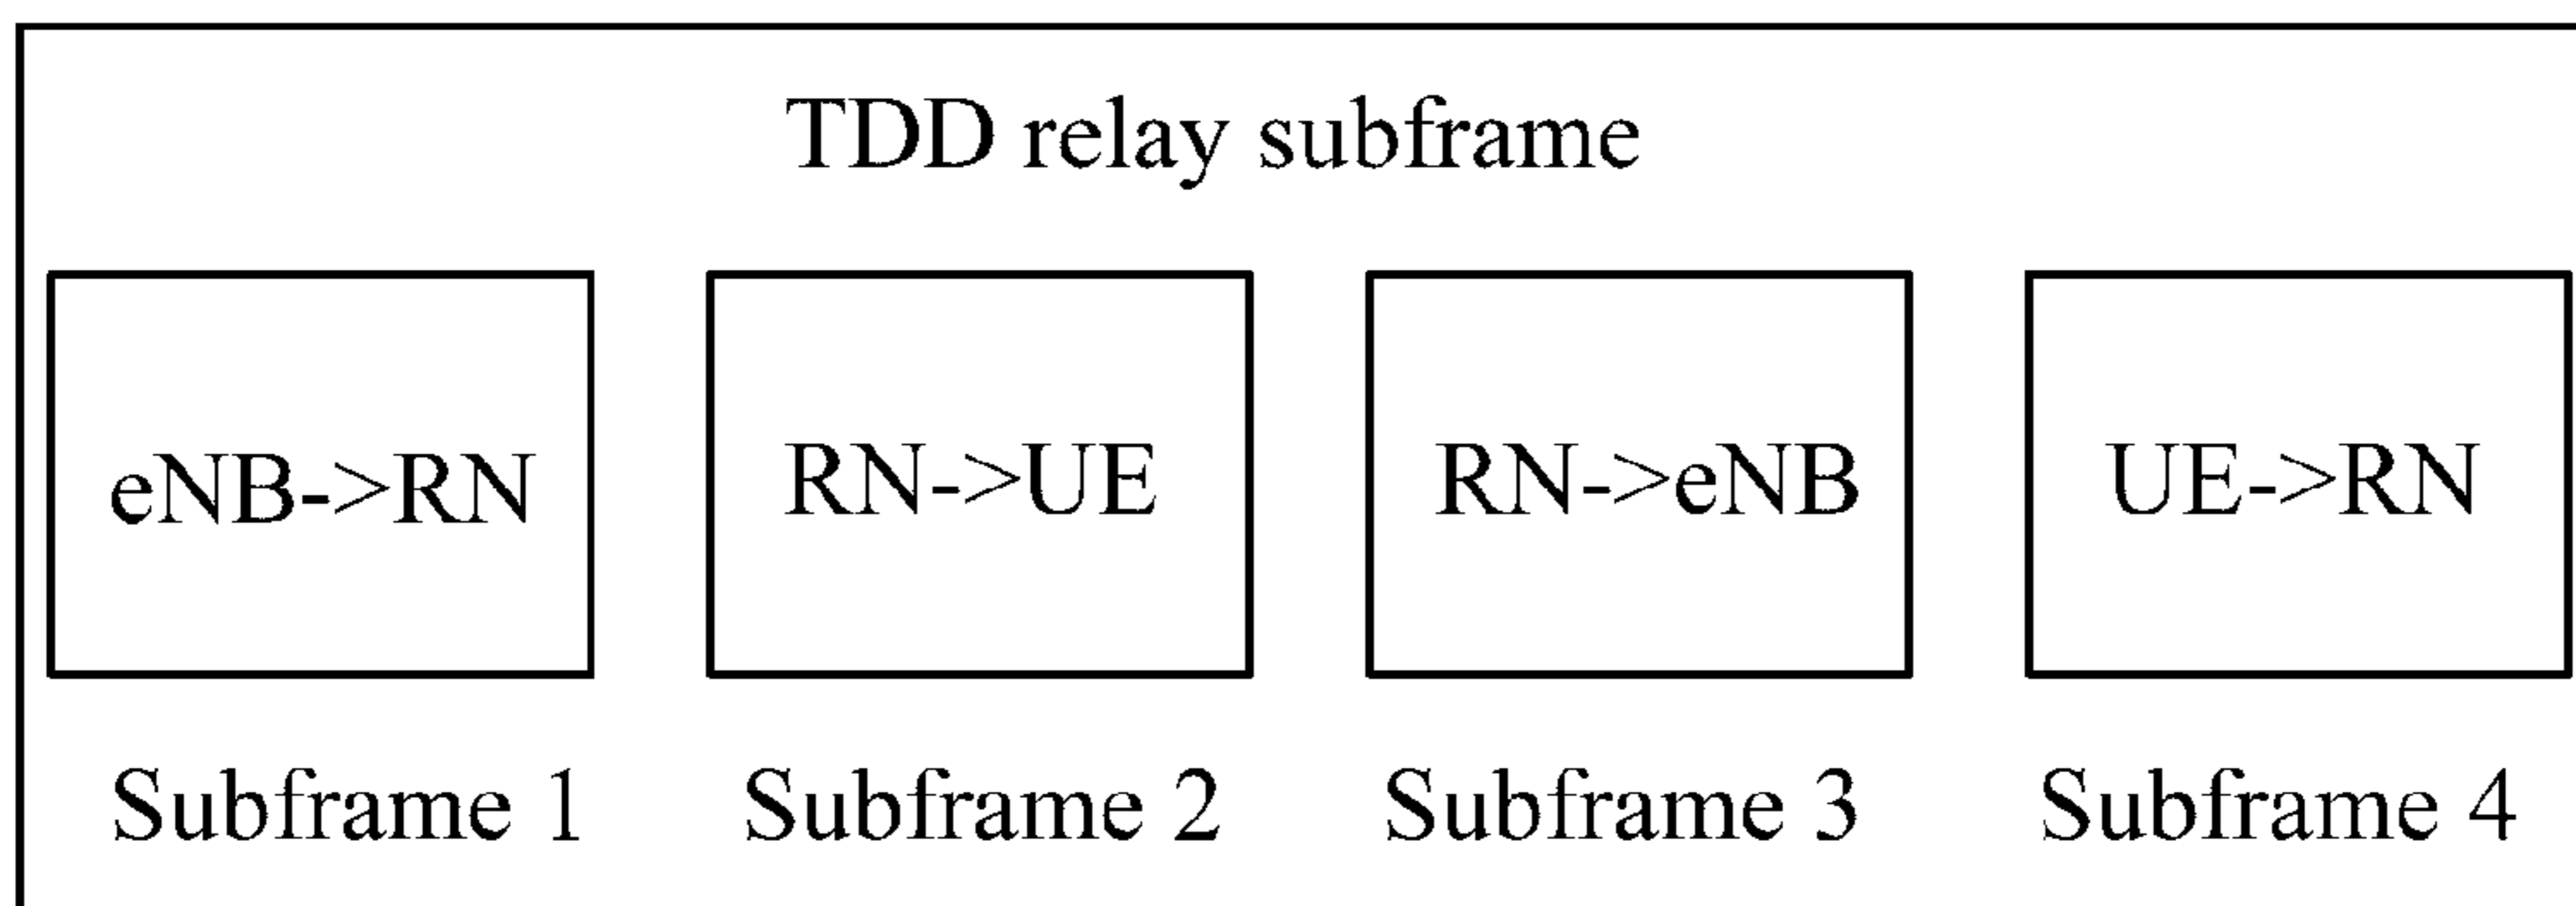 TDD relay subframe
eNB->RN
RN->UE
RN->eNB
UE->RN
Subframe 1
Subframe 2
Subframe 3
Subframe 4